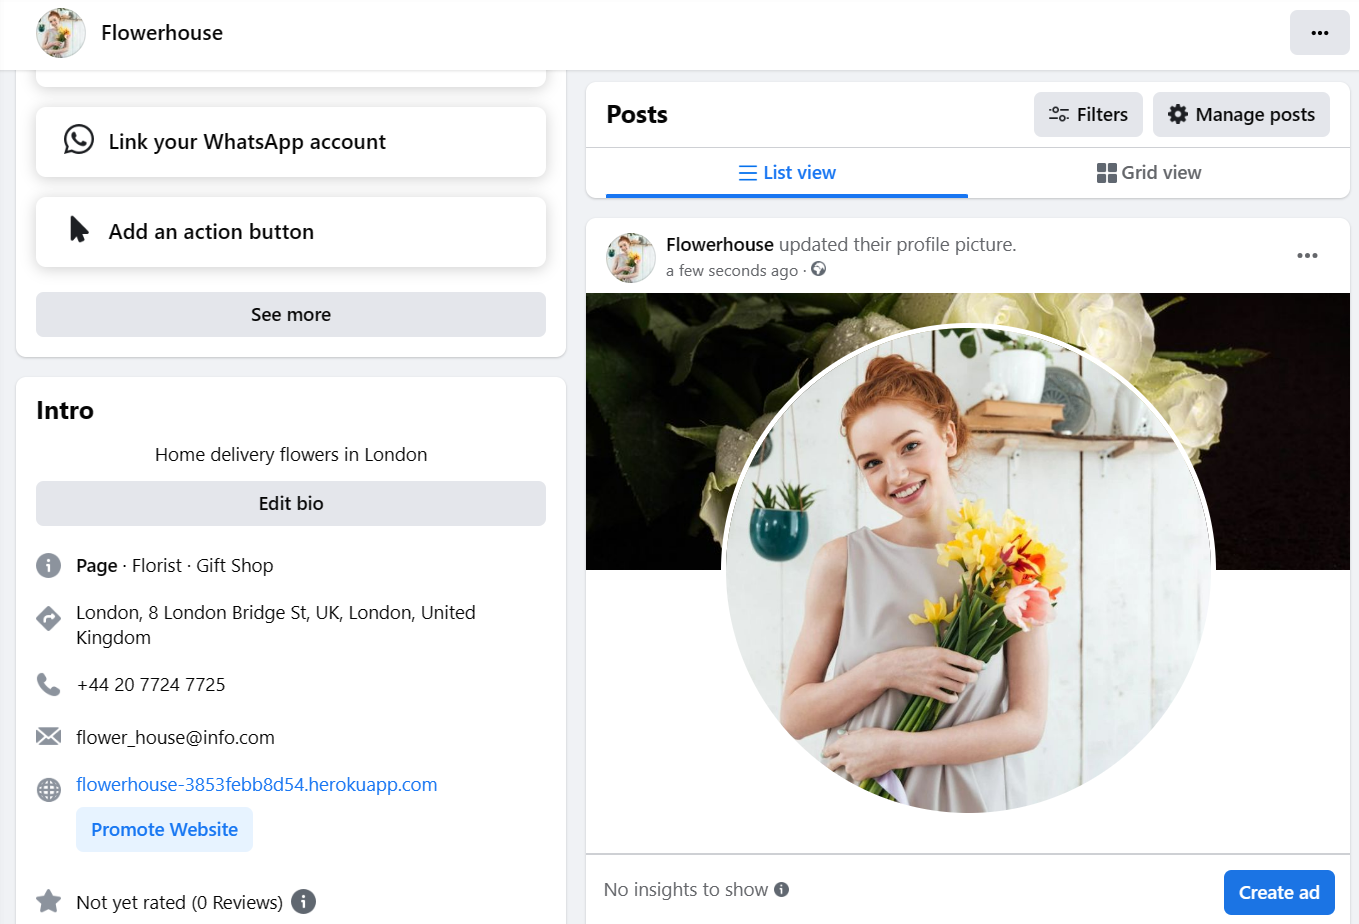 Flowerhouse
Link your WhatsApp account
Add an action button
See more
Intro
Home delivery flowers in London
Edit bio
Page · Florist · Gift Shop
London, 8 London Bridge St, UK, London, United
Kingdom
+44 20 7724 7725
flower_house@info.com
flowerhouse-3853febb8d54.herokuapp.com
Promote Website
Not yet rated (0 Reviews)
Posts
Filters
Manage posts
List view
Grid view
Flowerhouse updated their profile picture.
a few seconds ago ·
No insights to show
Create ad